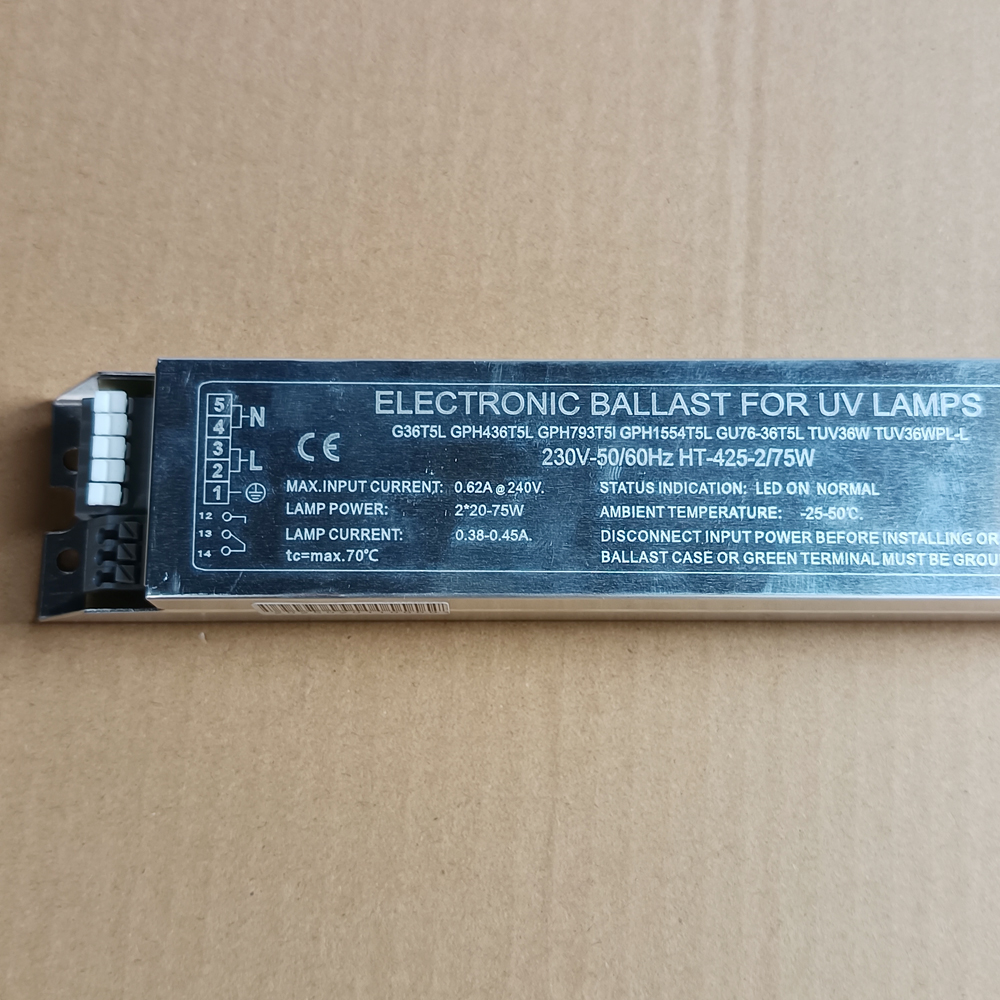 5
4
N
3
2
L
1
12
13
14
CE
ELECTRONIC BALLAST FOR UV LAMPS
G36T5L GPH436T5L GPH793T5l GPH1554T5L GU76-36T5L TUV36W TUV36WPL-L
230V-50/60Hz HT-425-2/75W
MAX.INPUT CURRENT: 0.62A@240V.
LAMP POWER: 2*20-75W
LAMP CURRENT: 0.38-0.45A.
tc=max.70℃
STATUS INDICATION: LED ON NORMAL
AMBIENT TEMPERATURE: -25-50℃.
DISCONNECT INPUT POWER BEFORE INSTALLING OR
BALLAST CASE OR GREEN TERMINAL MUST BE GROU